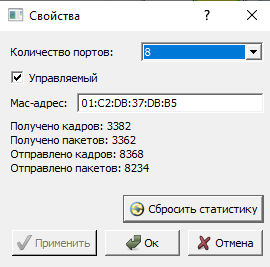 Свойства
Количество портов: 8
Управляемый
Мас-адрес: 01:C2:DB:37:DB:B5
Получено кадров: 3382
Получено пакетов: 3362
Отправлено кадров: 8368
Отправлено пакетов: 8234
Сбросить статистику
Применить Ок Отмена